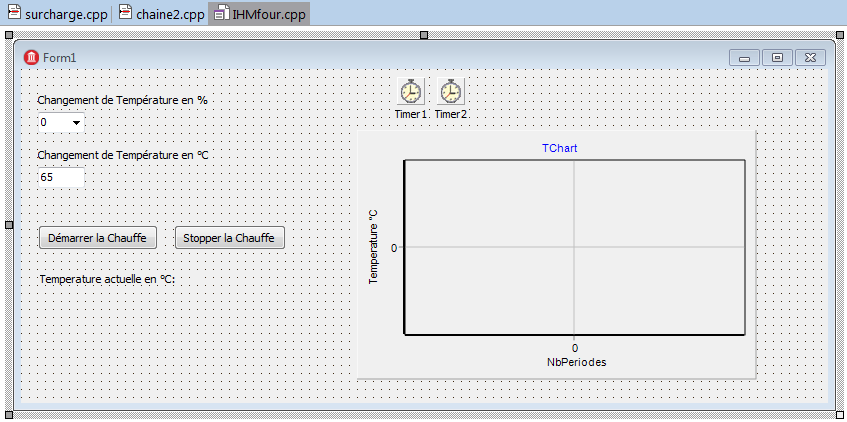 surcharge.cpp chaine2.cpp IHMfour.cpp
Form1
Changement de Température en %
0
Changement de Température en °C
65
Démarrer la Chauffe Stopper la Chauffe
Temperature actuelle en °C:
Timer1 Timer2
TChart
Temperature °C
0
0
NbPeriodes